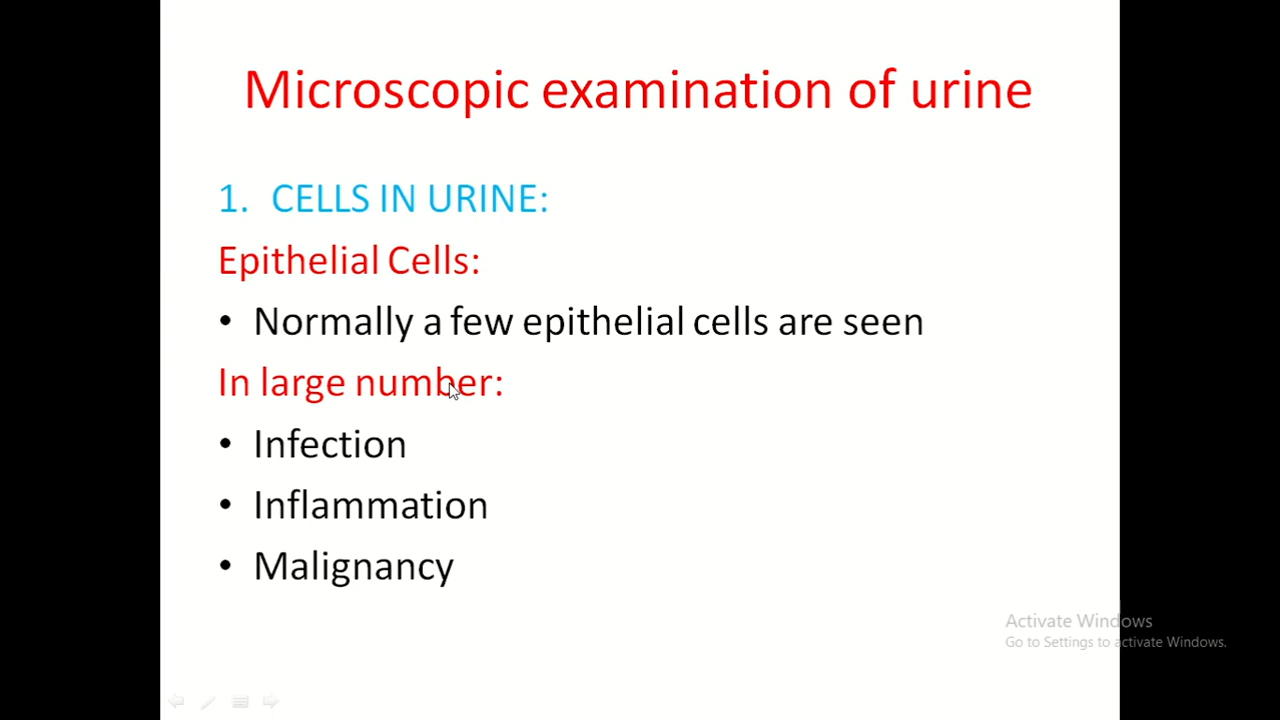 Microscopic examination of urine
1. CELLS IN URINE:
Epithelial Cells:
• Normally a few epithelial cells are seen
In large number:
• Infection
• Inflammation
• Malignancy
Activate Windows
Go to Settings to activate Windows.